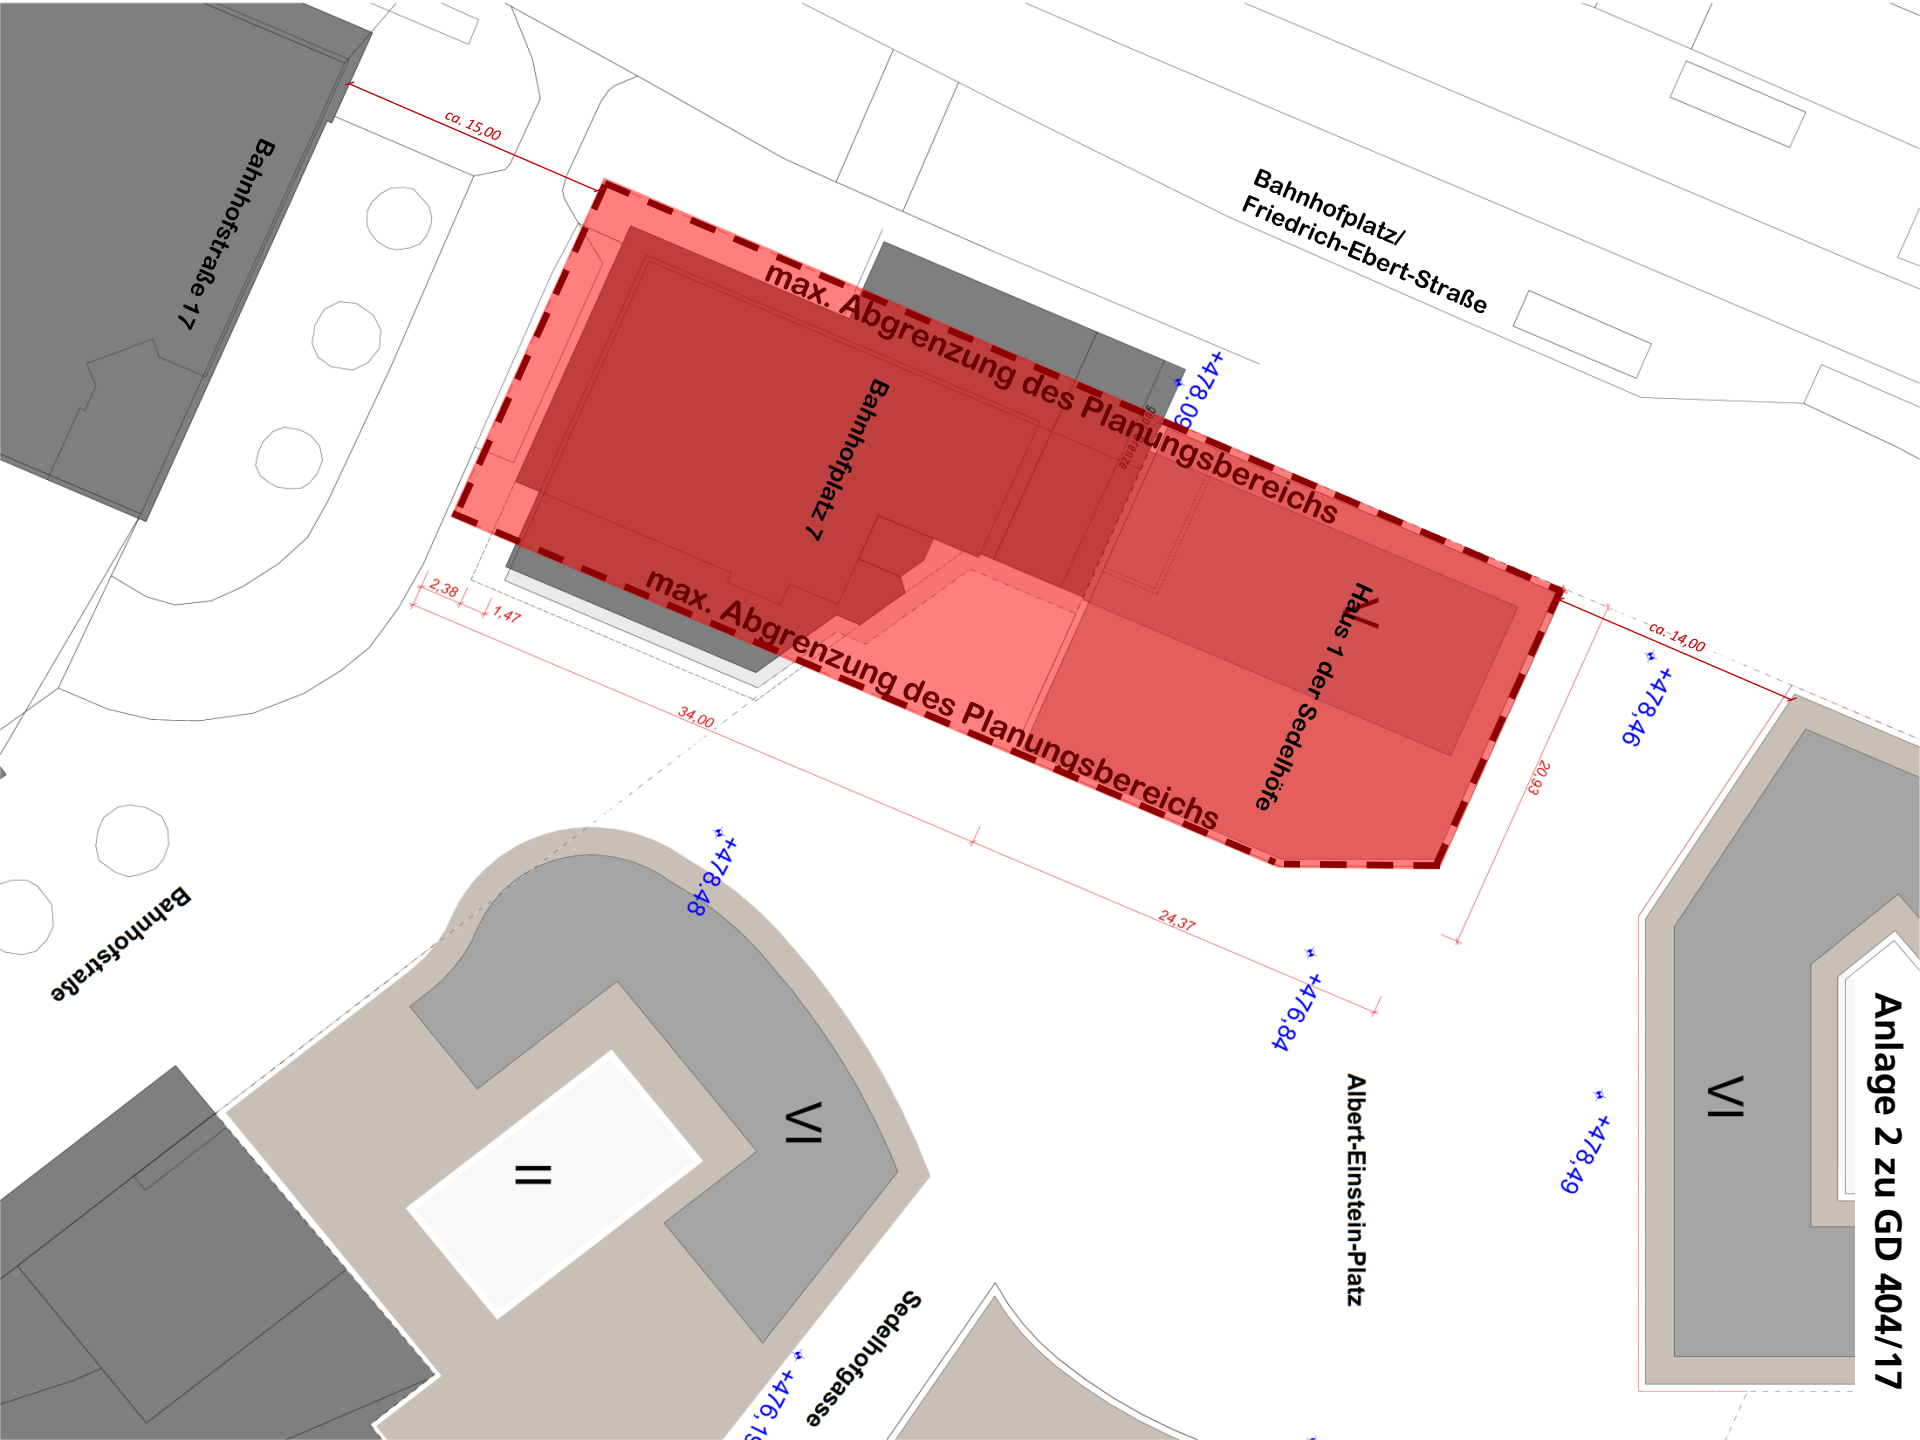 ca. 15,00
Bahnhofstraße 17
Bahnhofplatz/
Friedrich-Ebert-Straße
max. Abgrenzung des Planungsbereichs
+478.09
Bahnhofplatz 7
V
Haus 1 der Sedelhöfe
max. Abgrenzung des Planungsbereichs
ca. 14,00
+478,46
2,38
1,47
34,00
20,93
24,37
+478.48
+476,84
Bahnhofstraße
VI
II
Albert-Einstein-Platz
+478,49
VI
Sedelhofgasse
+476,19
Anlage 2 zu GD 404/17